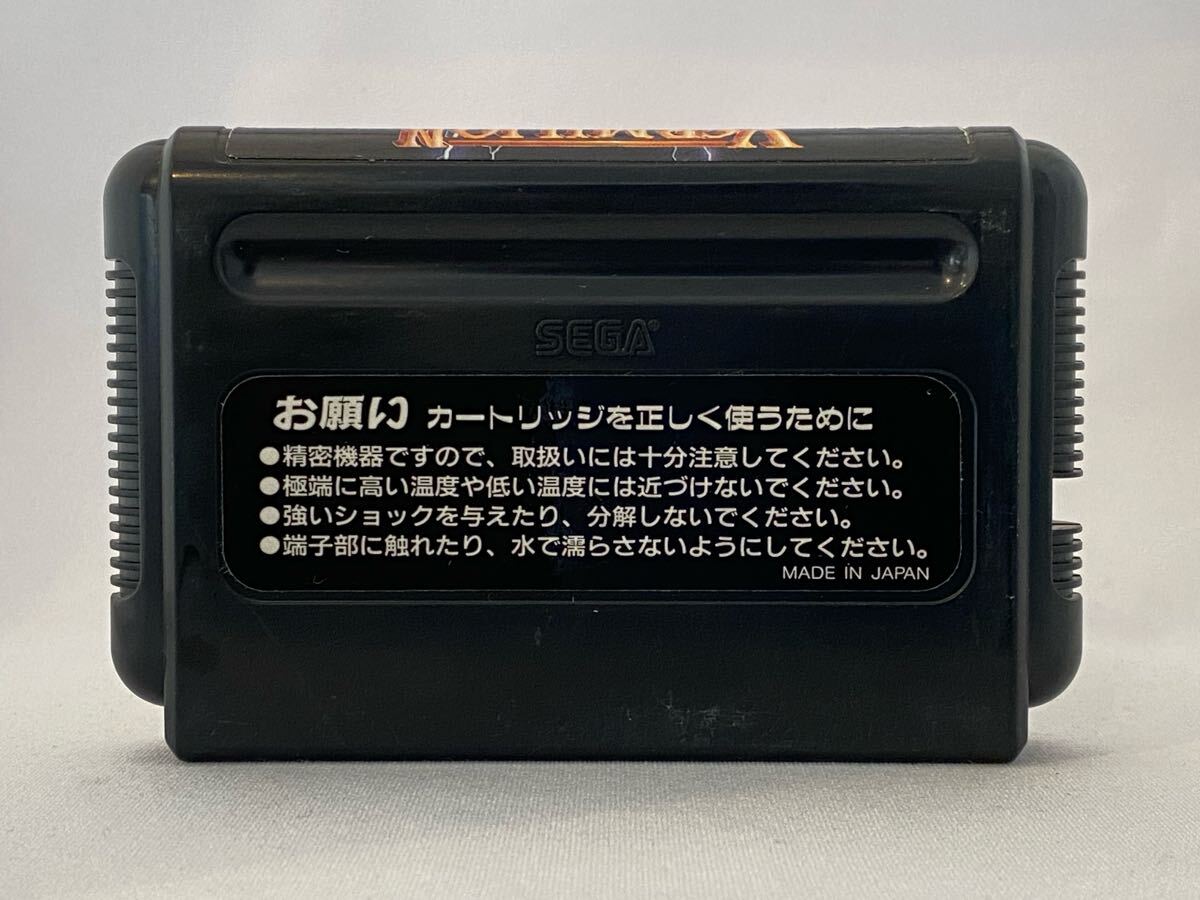 VERMILION
SEGA®
お願い カートリッジを正しく使うために
●精密機器ですので、取扱いには十分注意してください。
●極端に高い温度や低い温度には近づけないでください。
●強いショックを与えたり、分解しないでください。
●端子部に触れたり、水で濡らさないようにしてください。
MADE IN JAPAN